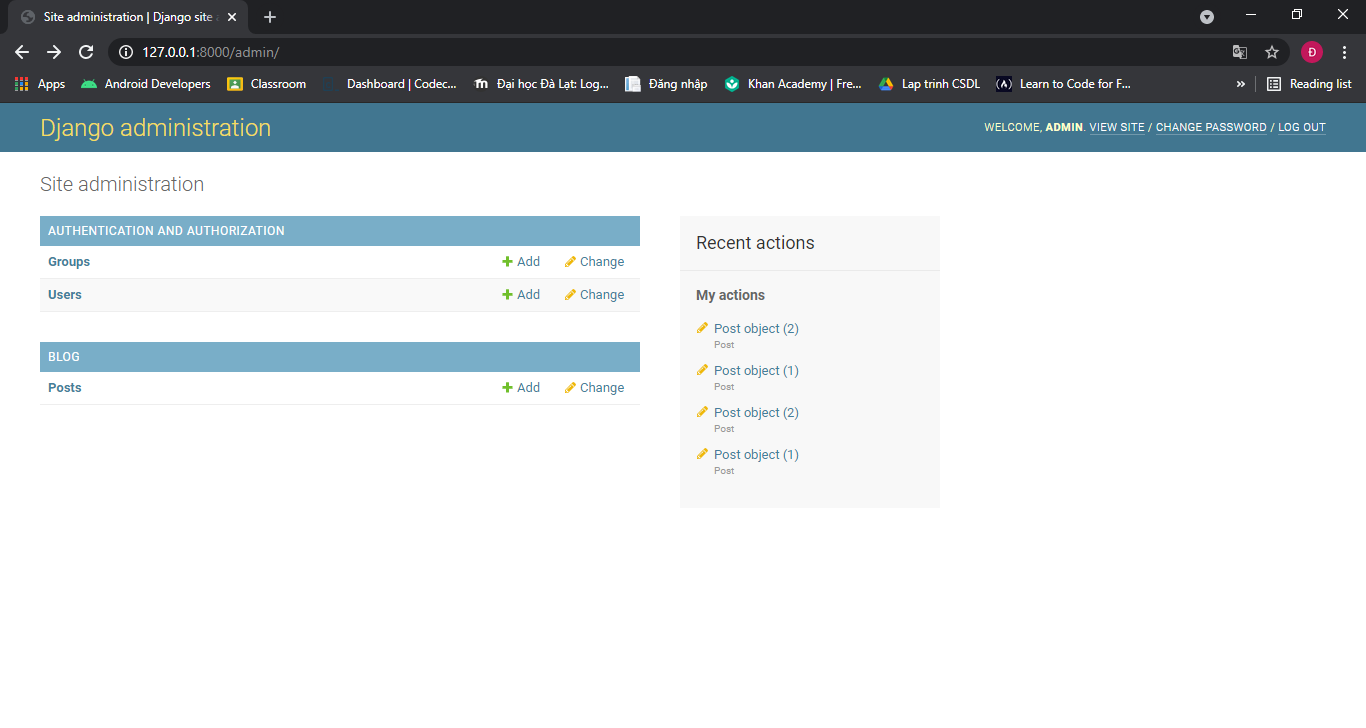 Site administration | Django site a
127.0.0.1:8000/admin/
Đ
Apps
Android Developers
Classroom
Dashboard | Codec...
Đại học Đà Lạt: Log...
Đăng nhập
Khan Academy | Fre...
Lap trinh CSDL
Learn to Code for F...
»
Reading list
Django administration
WELCOME, ADMIN. VIEW SITE / CHANGE PASSWORD / LOG OUT
Site administration
AUTHENTICATION AND AUTHORIZATION
Groups Add Change
Users Add Change
BLOG
Posts Add Change
Recent actions
My actions
Post object (2)
Post
Post object (1)
Post
Post object (2)
Post
Post object (1)
Post